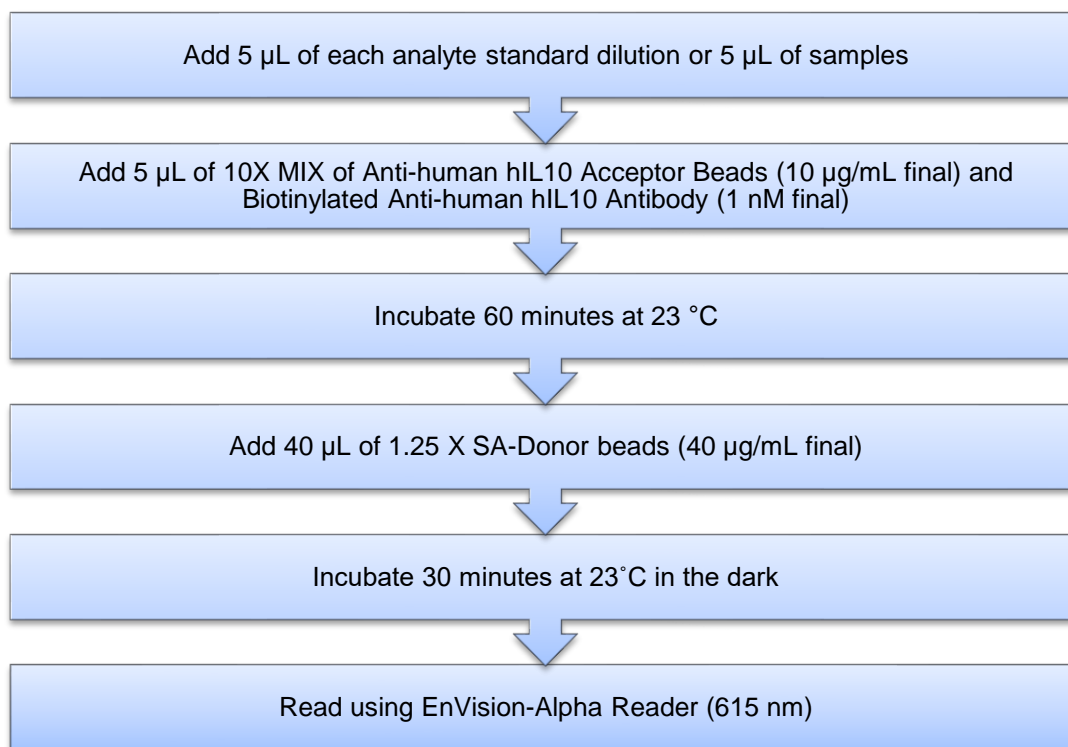 Add 5 µL of each analyte standard dilution or 5 µL of samples
Add 5 µL of 10X MIX of Anti-human hIL10 Acceptor Beads (10 µg/mL final) and
Biotinylated Anti-human hIL10 Antibody (1 nM final)
Incubate 60 minutes at 23 °C
Add 40 µL of 1.25 X SA-Donor beads (40 µg/mL final)
Incubate 30 minutes at 23˚C in the dark
Read using EnVision-Alpha Reader (615 nm)